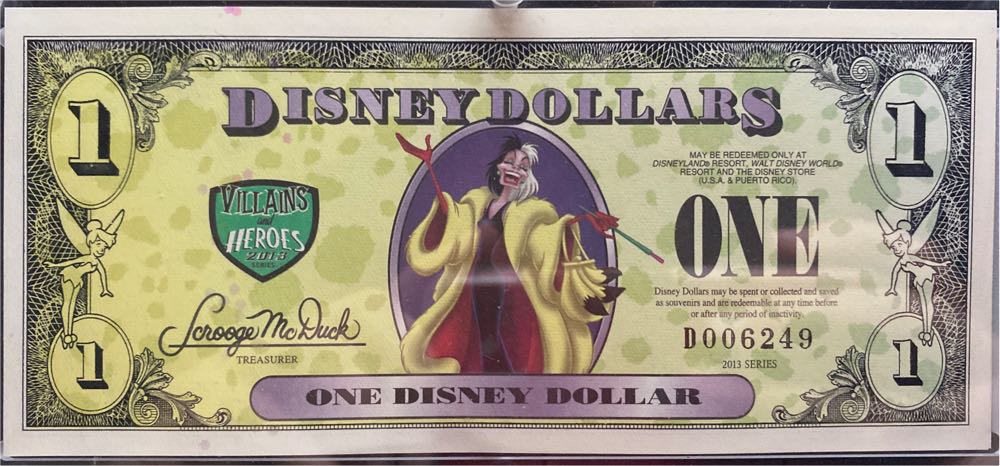 DISNEY DOLLARS
1
1
MAY BE REDEEMED ONLY AT
DISNEYLAND® RESORT, WALT DISNEY WORLD®
RESORT AND THE DISNEY STORE
(U.S.A. & PUERTO RICO).
VILLAINS
and
HEROES
2013
SERIES
ONE
Disney Dollars may be spent or collected and saved
as souvenirs and are redeemable at any time before
or after any period of inactivity.
Scrooge McDuck
TREASURER
D006249
2013 SERIES
1
1
ONE DISNEY DOLLAR